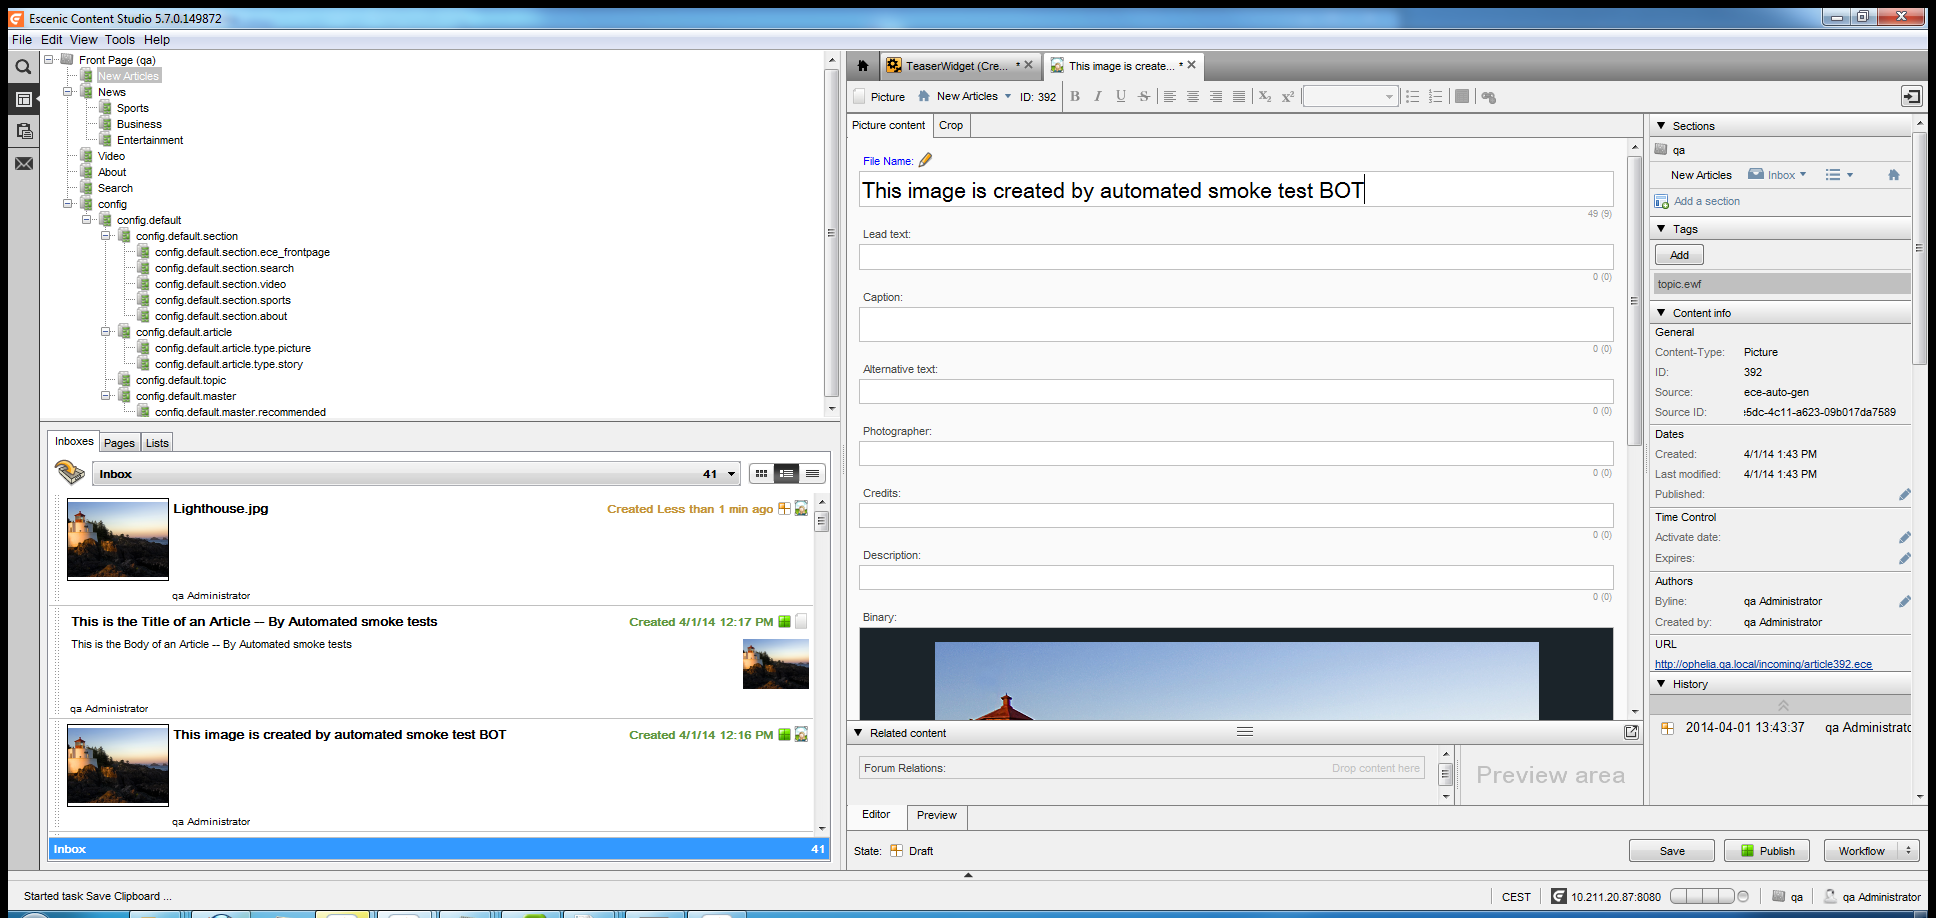 Escenic Content Studio 5.7.0.149872
File Edit View Tools Help
Front Page (qa)
New Articles
News
Sports
Business
Entertainment
Video
About
Search
config
config.default
config.default.section
config.default.section.ece_frontpage
config.default.section.search
config.default.section.video
config.default.section.sports
config.default.section.about
config.default.article
config.default.article.type.picture
config.default.article.type.story
config.default.topic
config.default.master
config.default.master.recommended
Inboxes Pages Lists
Inbox 41
Lighthouse.jpg Created Less than 1 min ago
qa Administrator
This is the Title of an Article -- By Automated smoke tests Created 4/1/14 12:17 PM
This is the Body of an Article -- By Automated smoke tests
qa Administrator
This image is created by automated smoke test BOT Created 4/1/14 12:16 PM
qa Administrator
Inbox 41
TeaserWidget (Cre... * This image is create... *
Picture New Articles ID: 392 B I U S X2 X2
Picture content Crop
File Name:
This image is created by automated smoke test BOT
49 (9)
Lead text:
0 (0)
Caption:
0 (0)
Alternative text:
0 (0)
Photographer:
0 (0)
Credits:
0 (0)
Description:
0 (0)
Binary:
Related content
Forum Relations: Drop content here
Preview area
Editor Preview
State: Draft Save Publish Workflow
Sections
qa
New Articles Inbox
Add a section
Tags
Add
topic.ewf
Content info
General
Content-Type: Picture
ID: 392
Source: ece-auto-gen
Source ID: 5dc-4c11-a623-09b017da7589
Dates
Created: 4/1/14 1:43 PM
Last modified: 4/1/14 1:43 PM
Published:
Time Control
Activate date:
Expires:
Authors
Byline: qa Administrator
Created by: qa Administrator
URL
http://ophelia.qa.local/incoming/article392.ece
History
2014-04-01 13:43:37 qa Administratc
Started task Save Clipboard ... CEST 10.211.20.87:8080 qa qa Administrator